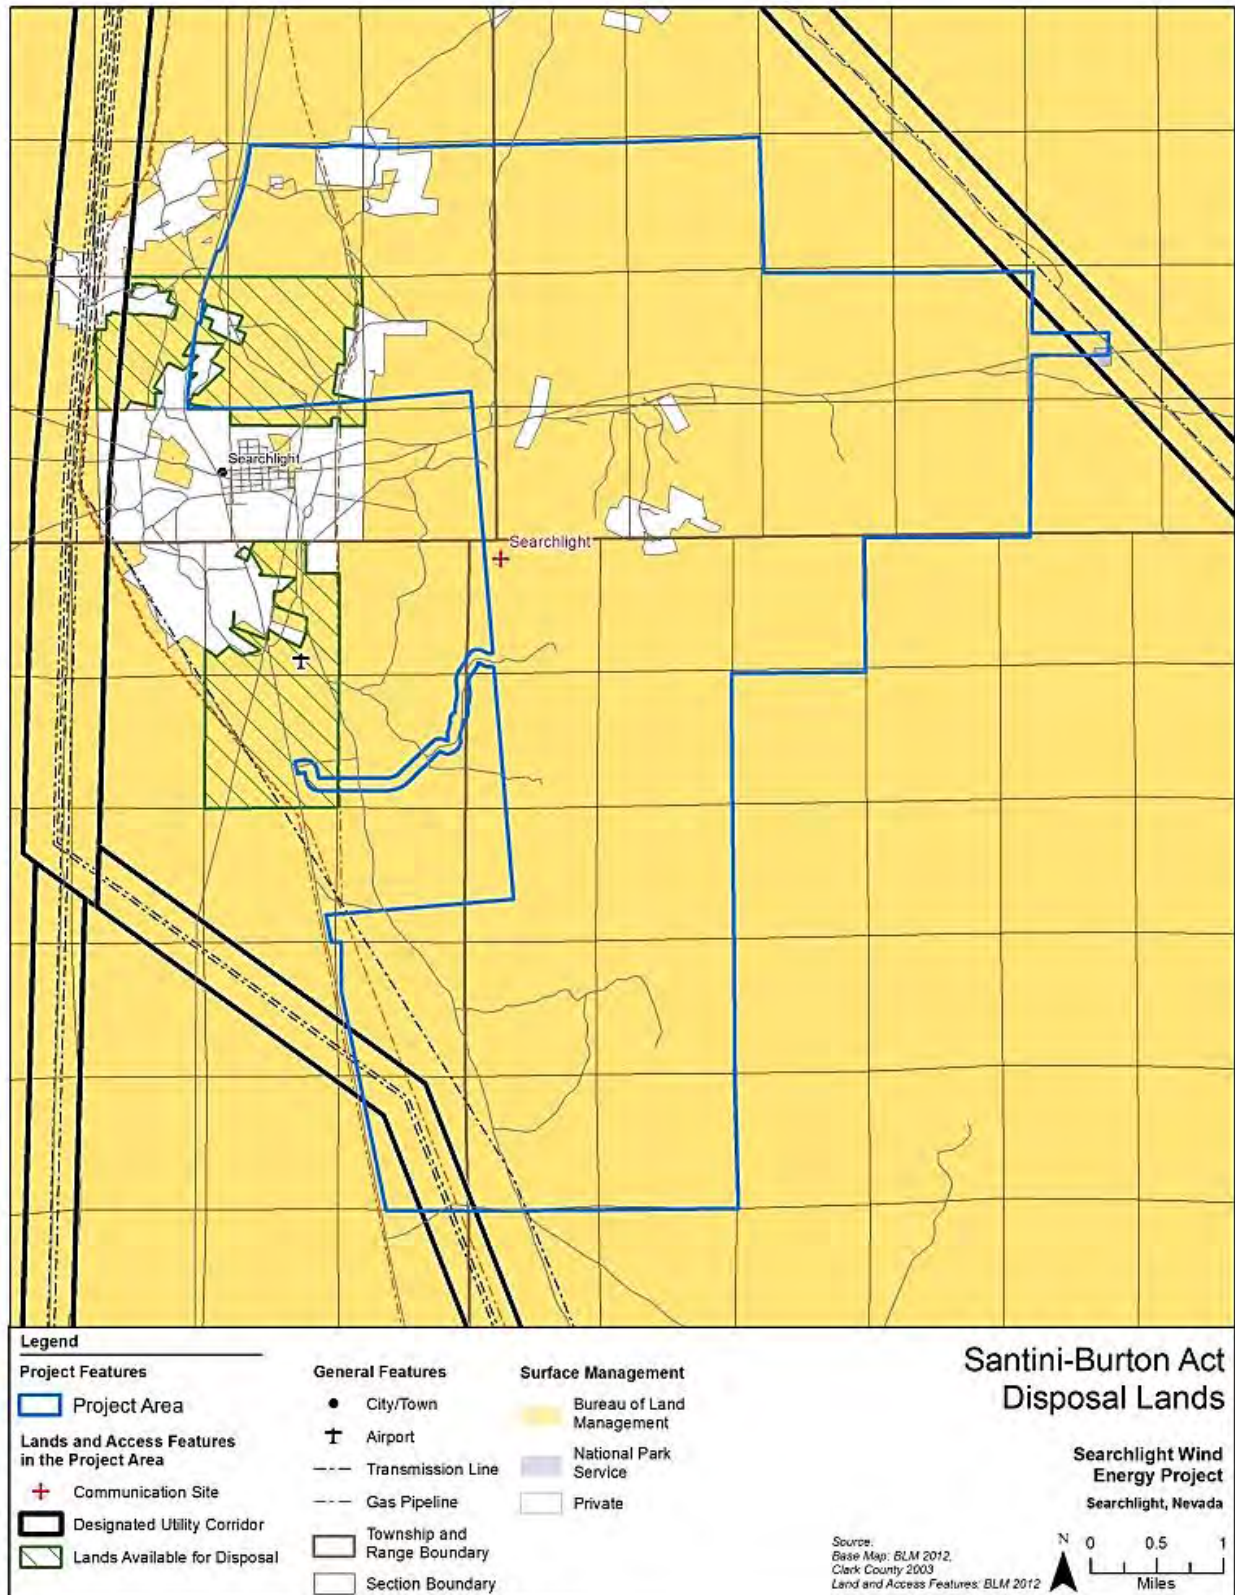 Searchlight
Searchlight
Legend
Project Features
Project Area
Lands and Access Features
in the Project Area
Communication Site
Designated Utility Corridor
Lands Available for Disposal
General Features
City/Town
Airport
Transmission Line
Gas Pipeline
Township and
Range Boundary
Section Boundary
Surface Management
Bureau of Land
Management
National Park
Service
Private
Santini-Burton Act
Disposal Lands
Searchlight Wind
Energy Project
Searchlight, Nevada
Source:
Base Map: BLM 2012,
Clark County 2003
Land and Access Features: BLM 2012
N
0 0.5 1
Miles